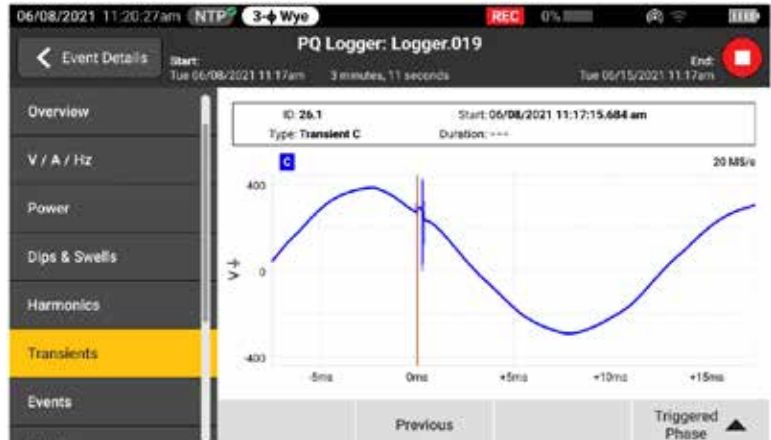 06/08/2021 11:20:27am NTP 3-ϕ Wye REC 0%
Event Details
PQ Logger: Logger.019
Start: End:
Tue 06/08/2021 11:17am 3 minutes, 11 seconds Tue 06/15/2021 11:17am
Overview
V / A / Hz
Power
Dips & Swells
Harmonics
Transients
Events
ID: 26.1 Start: 06/08/2021 11:17:15.684 am
Type: Transient C Duration: ---
C 20 MS/s
400
V
0
-400
-5ms 0ms +5ms +10ms +15ms
Previous
Triggered
Phase